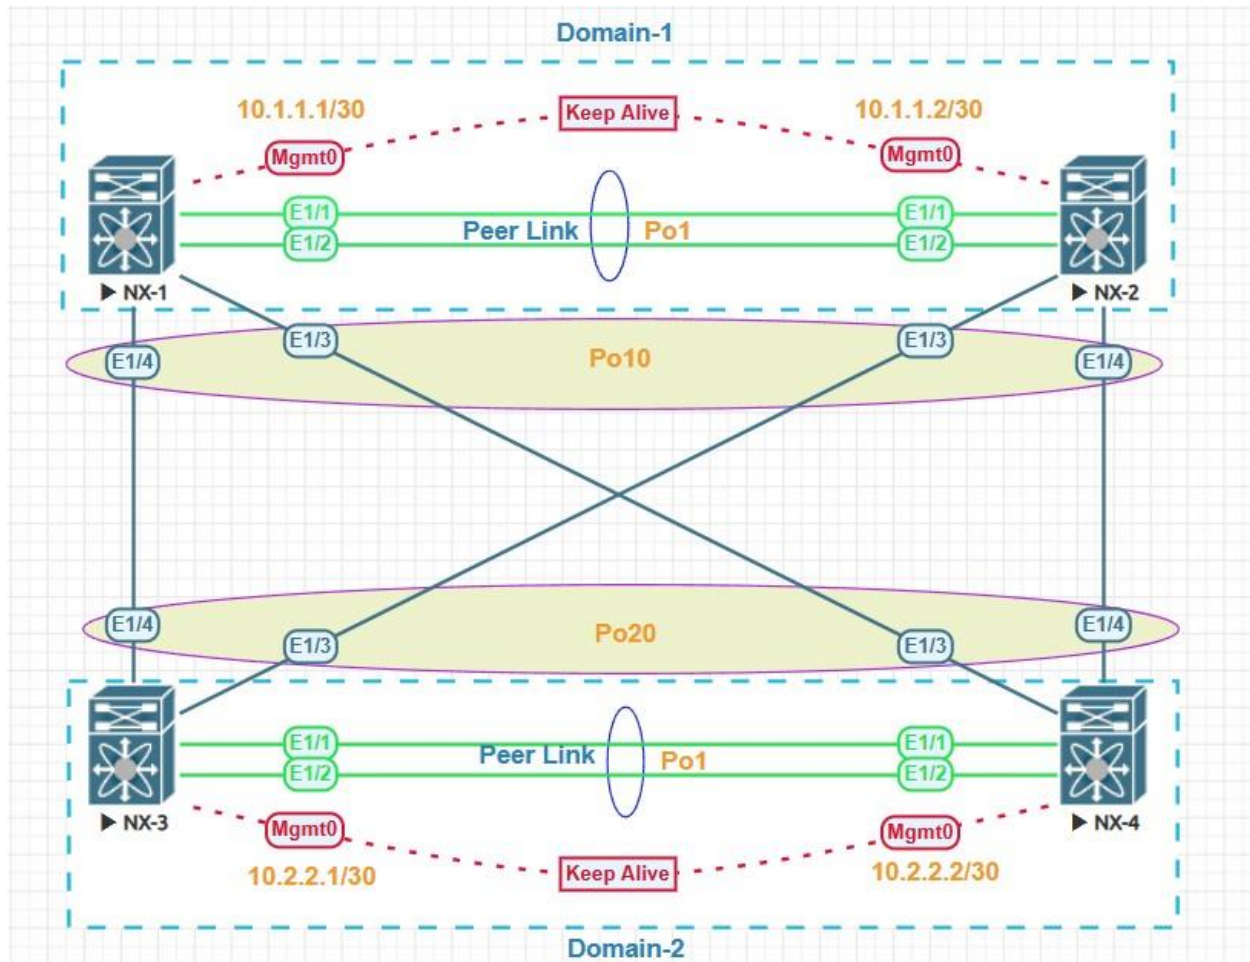 Domain-1
10.1.1.1/30
Keep Alive
10.1.1.2/30
Mgmt0
Mgmt0
E1/1
E1/1
Peer Link
Po1
E1/2
E1/2
NX-1
NX-2
E1/3
E1/3
E1/4
Po10
E1/4
E1/4
E1/3
Po20
E1/3
E1/4
E1/1
E1/1
Peer Link
Po1
E1/2
E1/2
NX-3
NX-4
Mgmt0
Mgmt0
10.2.2.1/30
Keep Alive
10.2.2.2/30
Domain-2